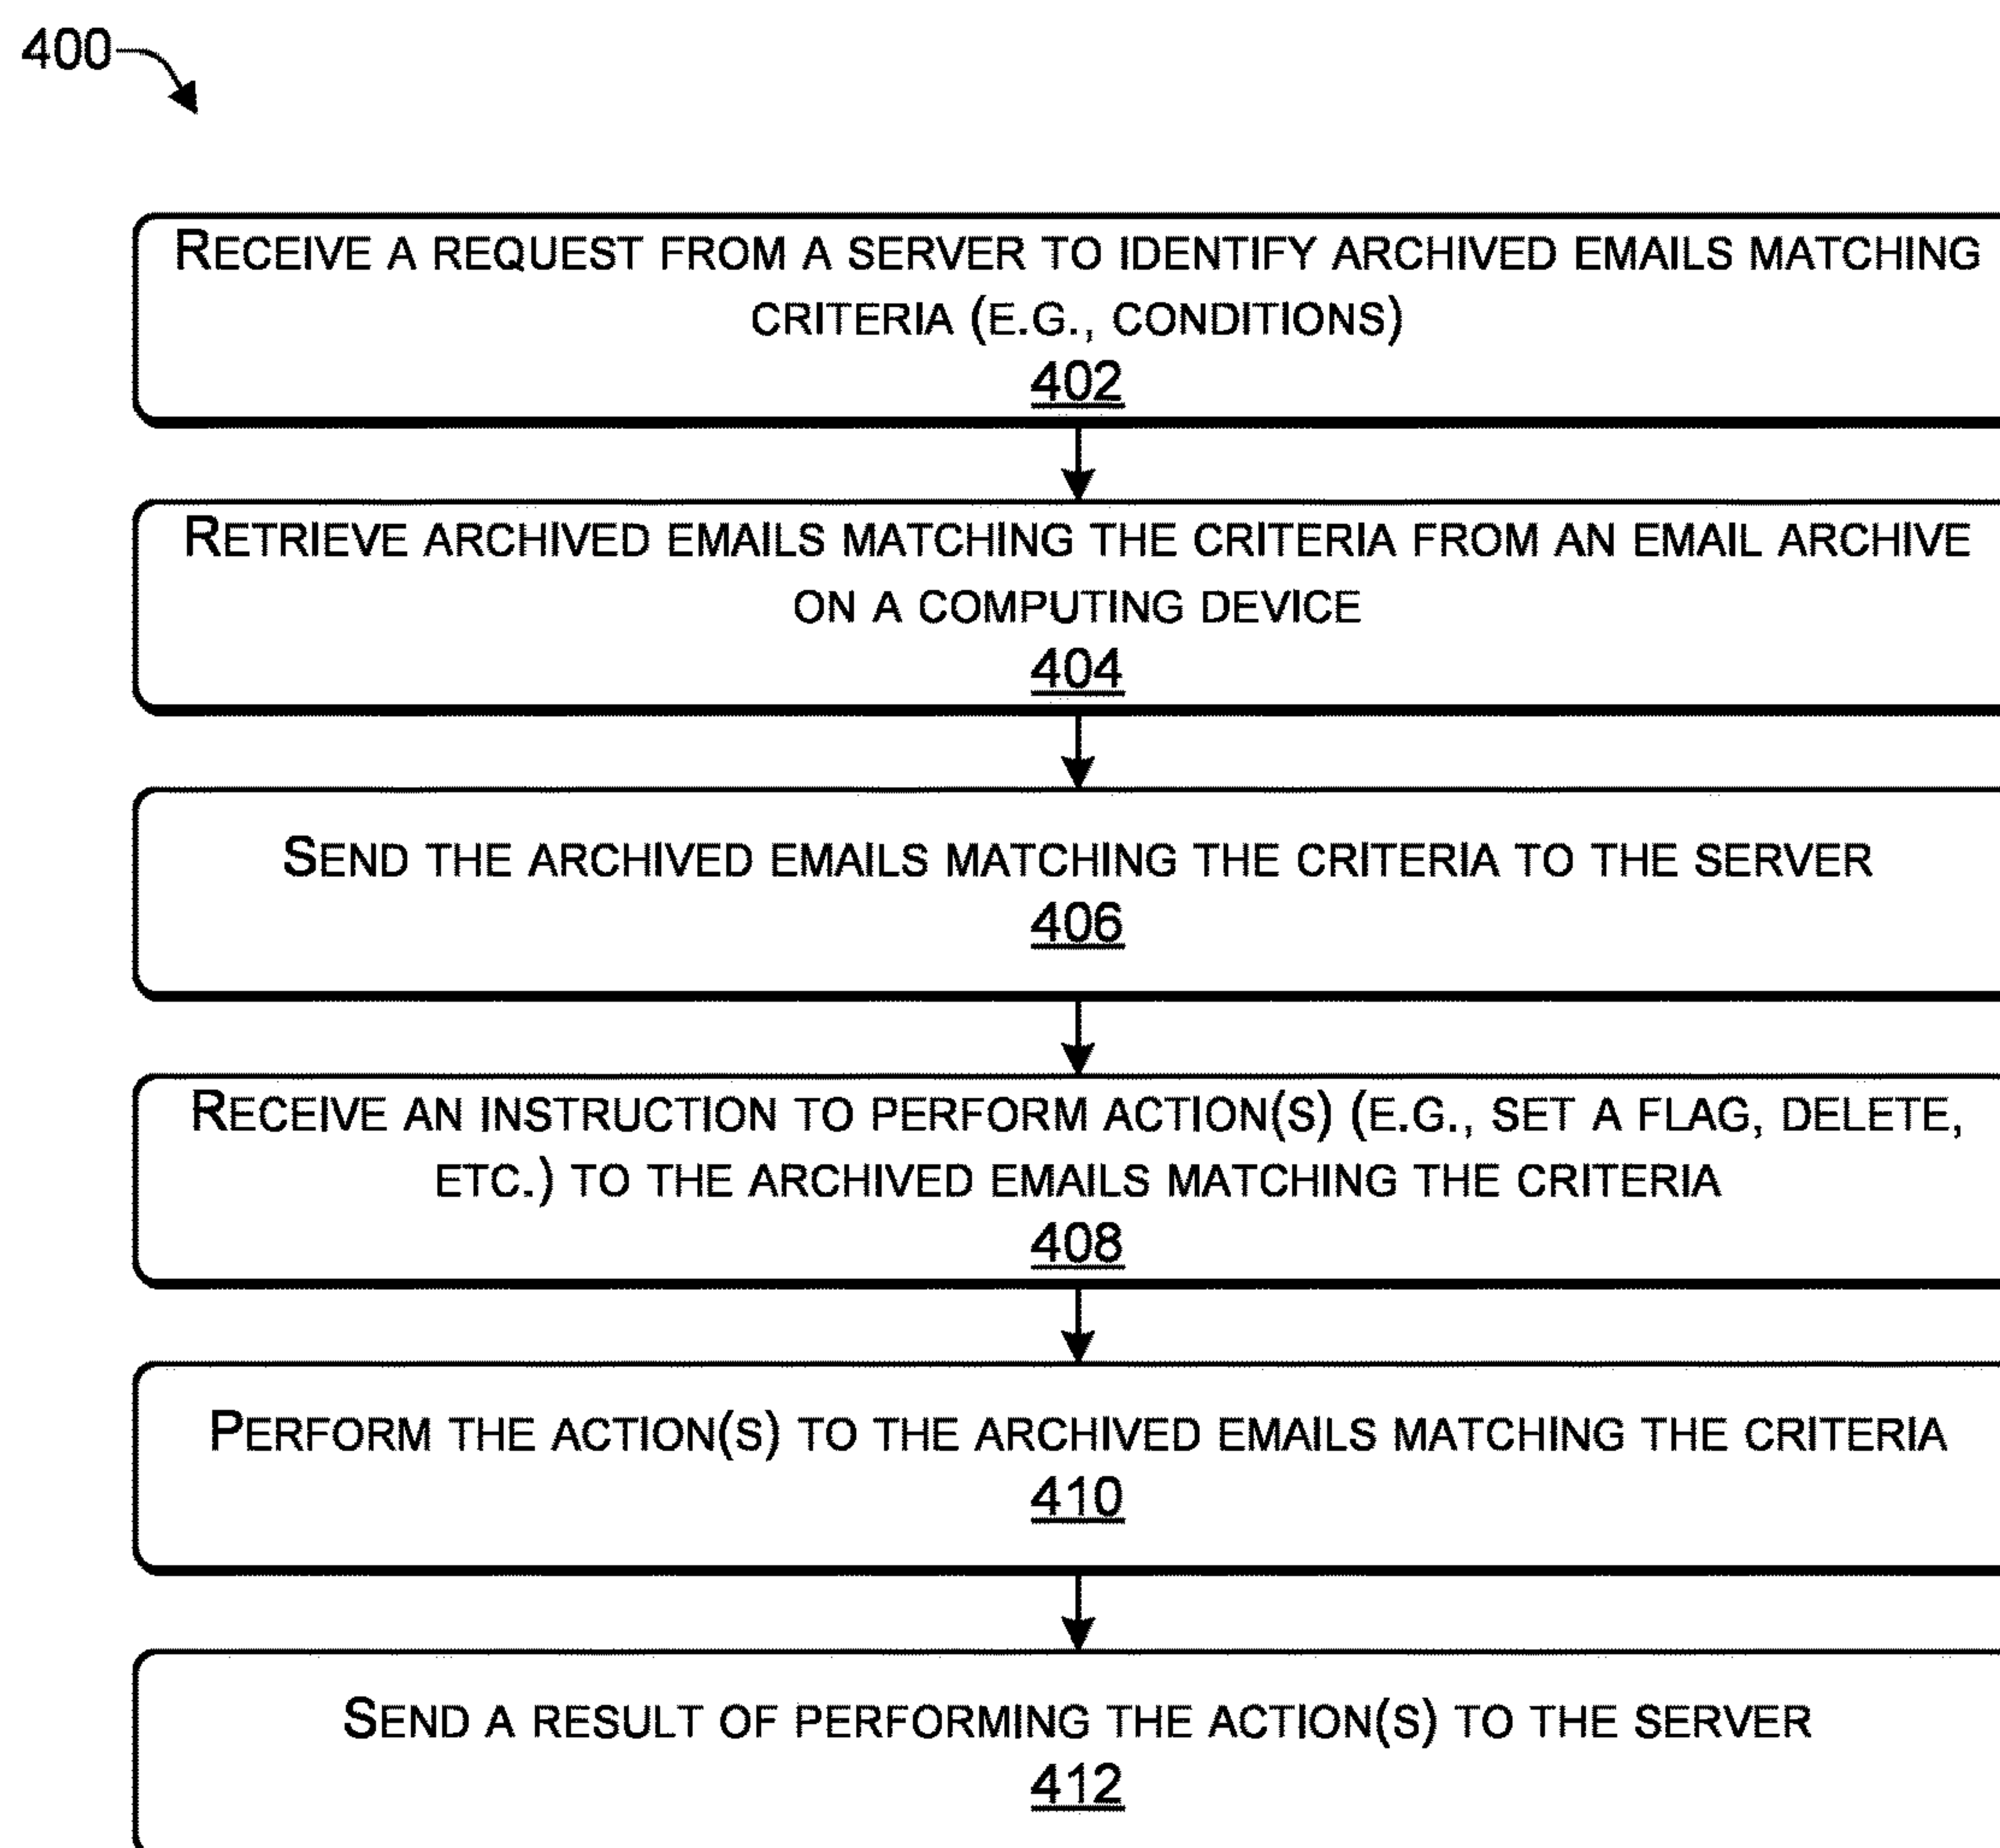 400
RECEIVE A REQUEST FROM A SERVER TO IDENTIFY ARCHIVED EMAILS MATCHING
CRITERIA (E.G., CONDITIONS)
402
RETRIEVE ARCHIVED EMAILS MATCHING THE CRITERIA FROM AN EMAIL ARCHIVE
ON A COMPUTING DEVICE
404
SEND THE ARCHIVED EMAILS MATCHING THE CRITERIA TO THE SERVER
406
RECEIVE AN INSTRUCTION TO PERFORM ACTION(S) (E.G., SET A FLAG, DELETE,
ETC.) TO THE ARCHIVED EMAILS MATCHING THE CRITERIA
408
PERFORM THE ACTION(S) TO THE ARCHIVED EMAILS MATCHING THE CRITERIA
410
SEND A RESULT OF PERFORMING THE ACTION(S) TO THE SERVER
412